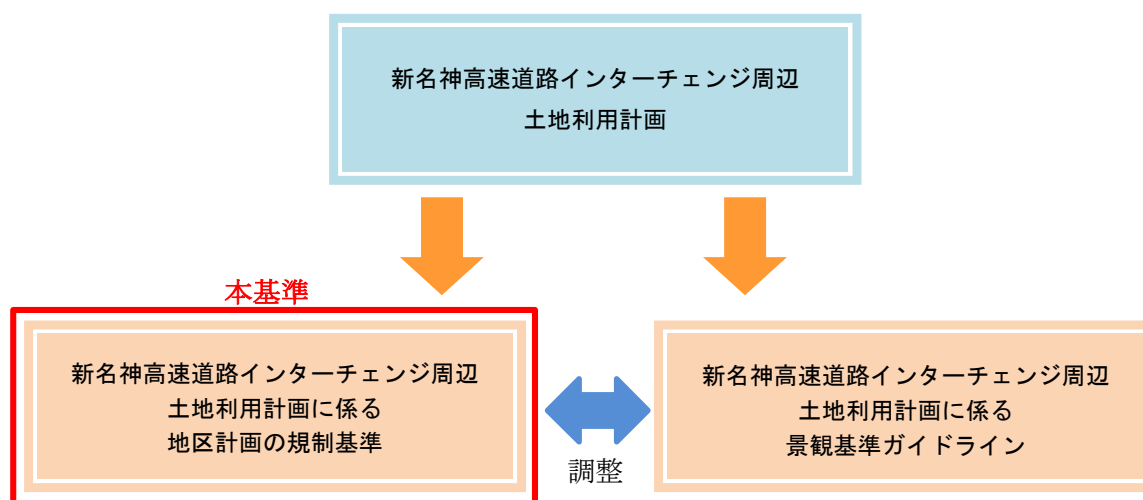 新名神高速道路インターチェンジ周辺
土地利用計画
本基準
新名神高速道路インターチェンジ周辺
土地利用計画に係る
地区計画の規制基準
調整
新名神高速道路インターチェンジ周辺
土地利用計画に係る
景観基準ガイドライン